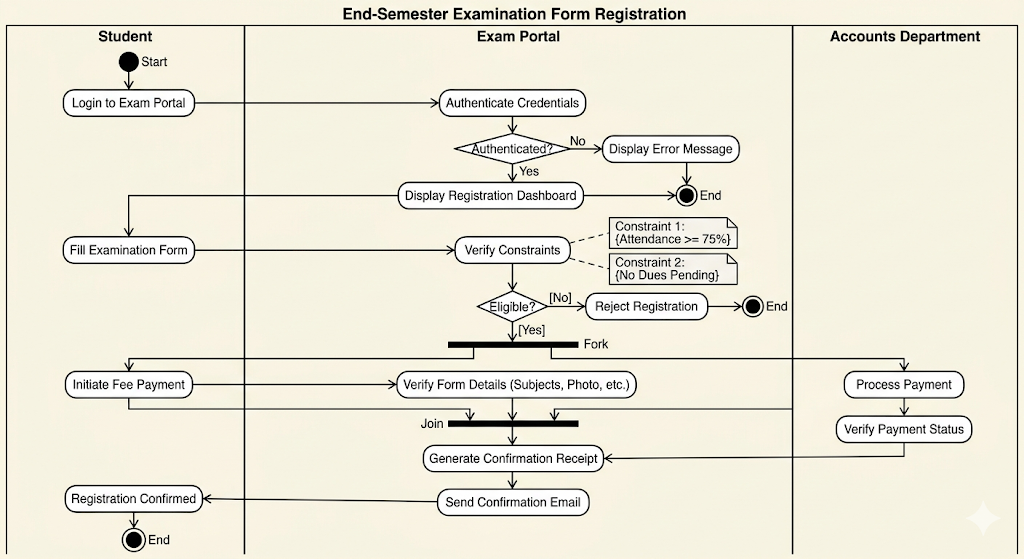 End-Semester Examination Form Registration
Student
Exam Portal
Accounts Department
Start
Login to Exam Portal
Authenticate Credentials
Authenticated?
No
Display Error Message
Yes
Display Registration Dashboard
End
Constraint 1:
{Attendance >= 75%}
Fill Examination Form
Verify Constraints
Constraint 2:
{No Dues Pending}
Eligible?
[No]
Reject Registration
End
[Yes]
Fork
Initiate Fee Payment
Verify Form Details (Subjects, Photo, etc.)
Process Payment
Join
Verify Payment Status
Generate Confirmation Receipt
Registration Confirmed
Send Confirmation Email
End